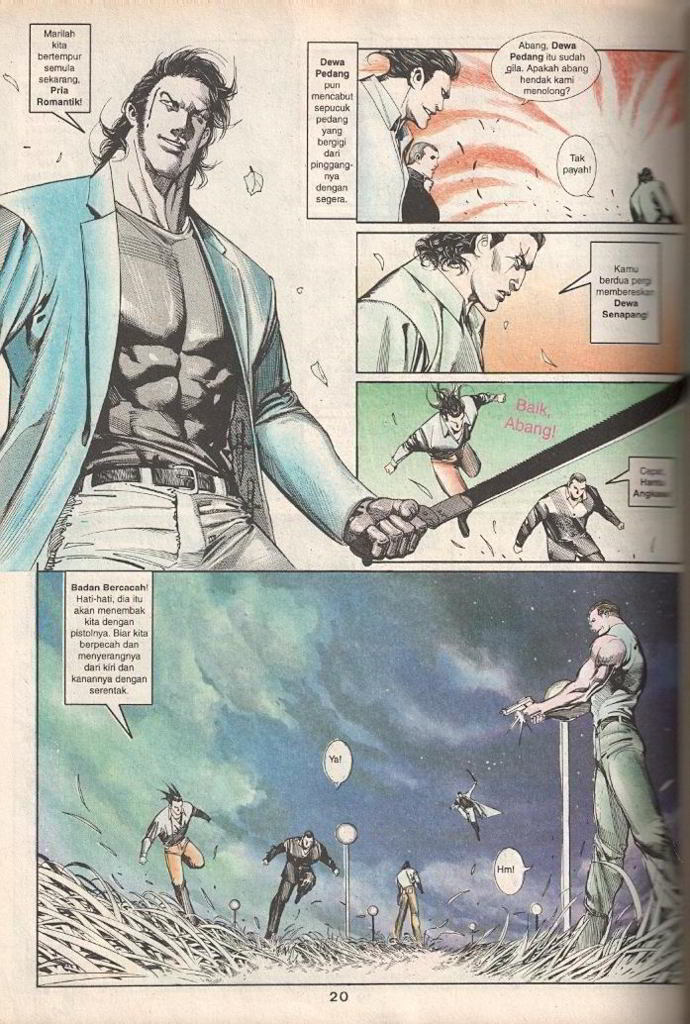 Marilah
kita
bertempur
semula
sekarang,
Pria
Romantik!
Dewa
Pedang
pun
mencabut
sepucuk
pedang
yang
bergigi
dari
pinggang-
nya
dengan
segera.
Abang, Dewa
Pedang itu sudah
gila. Apakah abang
hendak kami
menolong?
Tak
payah!
Kamu
berdua pergi
membereskan
Dewa
Senapang!
Baik,
Abang!
Cepat,
Hantu
Angkasa!
Badan Bercacah!
Hati-hati, dia itu
akan menembak
kita dengan
pistolnya. Biar kita
berpecah dan
menyerangnya
dari kiri dan
kanannya dengan
serentak.
Ya!
Hm!
20